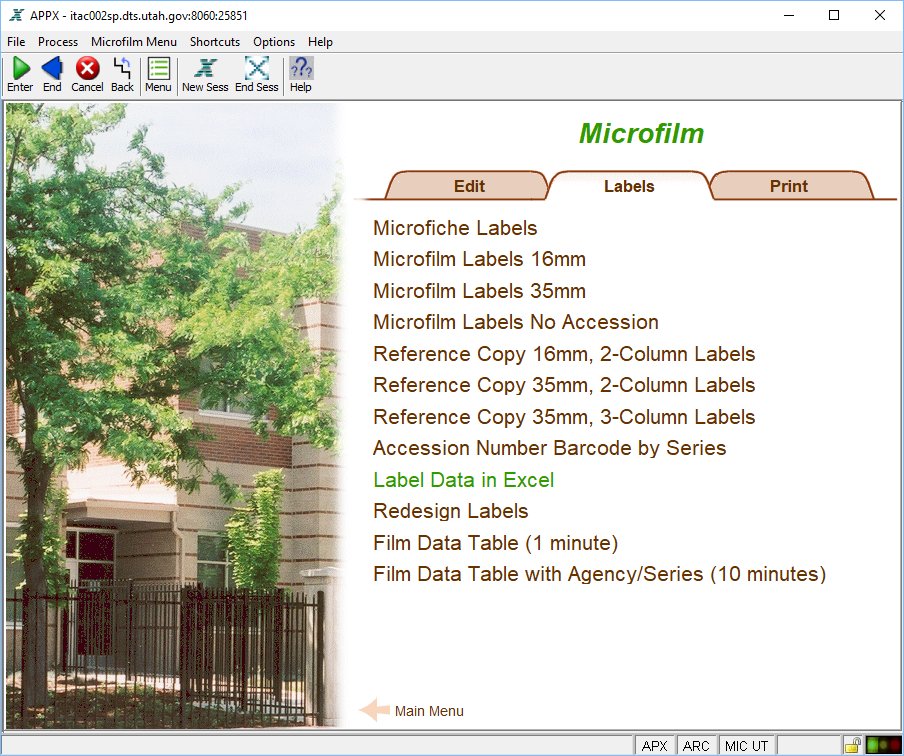 APPX - itac002sp.dts.utah.gov:8060:25851
File Process Microfilm Menu Shortcuts Options Help
Enter End Cancel Back Menu New Sess End Sess Help
Microfilm
Edit Labels Print
Microfiche Labels
Microfilm Labels 16mm
Microfilm Labels 35mm
Microfilm Labels No Accession
Reference Copy 16mm, 2-Column Labels
Reference Copy 35mm, 2-Column Labels
Reference Copy 35mm, 3-Column Labels
Accession Number Barcode by Series
Label Data in Excel
Redesign Labels
Film Data Table (1 minute)
Film Data Table with Agency/Series (10 minutes)
Main Menu
APX ARC MIC UT